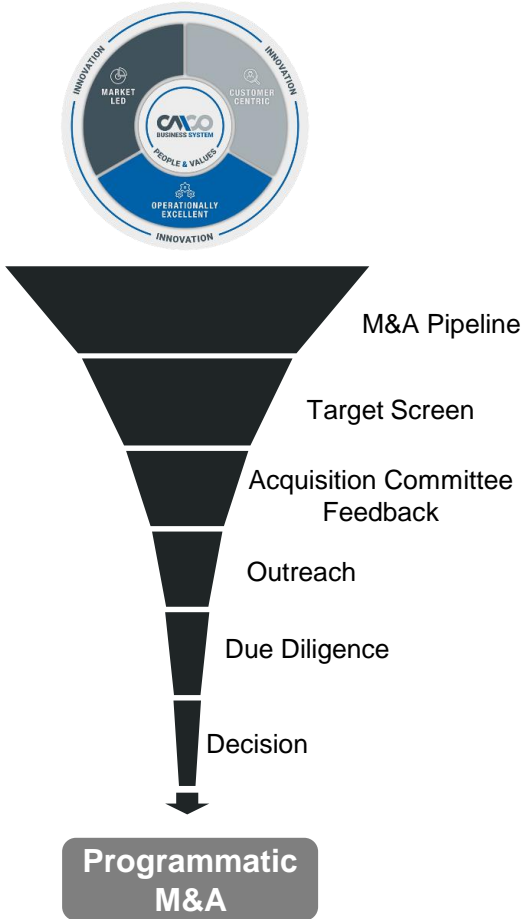 INNOVATION
INNOVATION
MARKET
LED
CUSTOMER
CENTRIC
CMCO
BUSINESS SYSTEM
PEOPLE & VALUES
OPERATIONALLY
EXCELLENT
INNOVATION
M&A Pipeline
Target Screen
Acquisition Committee
Feedback
Outreach
Due Diligence
Decision
Programmatic
M&A